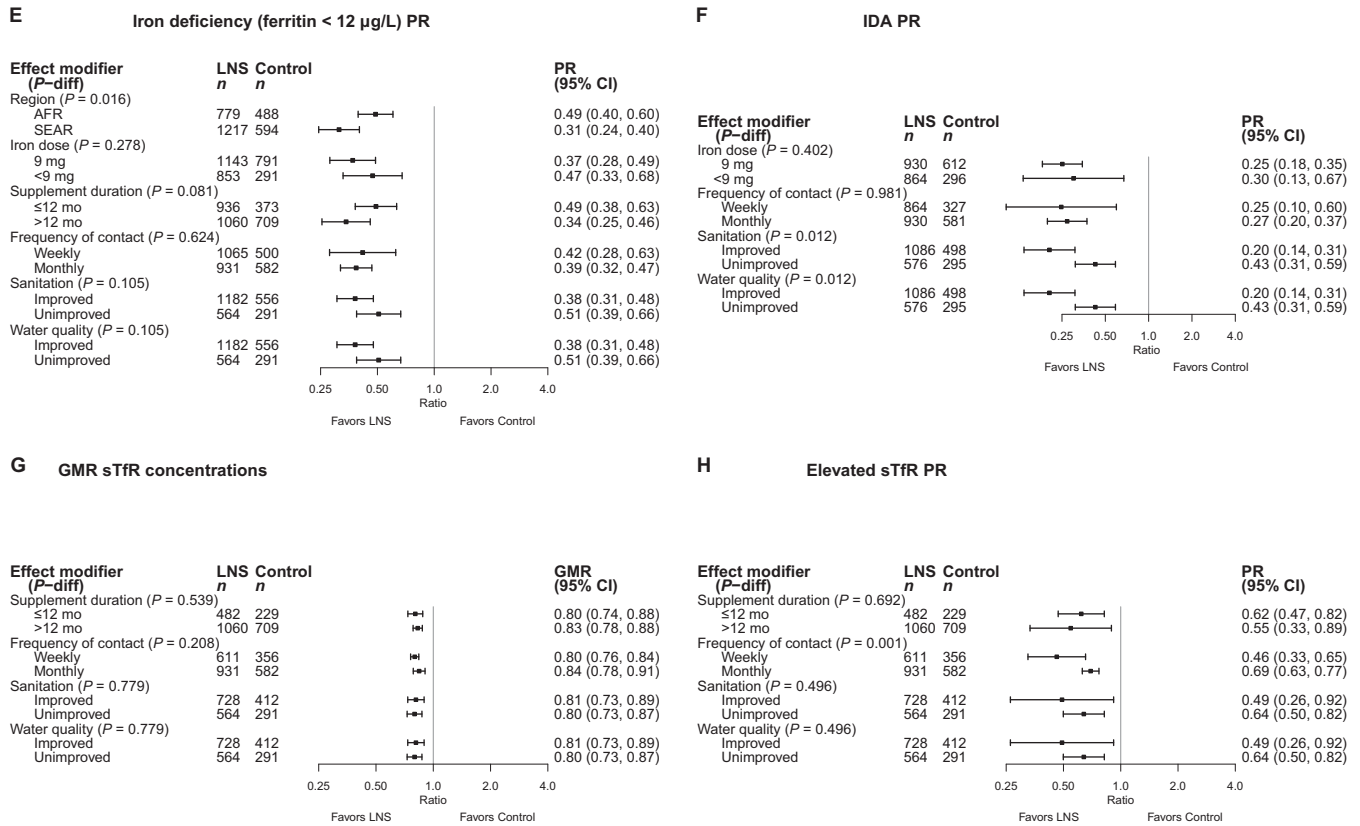 E Iron deficiency (ferritin < 12 μg/L) PR
Effect modifier LNS Control PR
(P−diff) n n (95% CI)
Region (P = 0.016)
AFR 779 488 0.49 (0.40, 0.60)
SEAR 1217 594 0.31 (0.24, 0.40)
Iron dose (P = 0.278)
9 mg 1143 791 0.37 (0.28, 0.49)
<9 mg 853 291 0.47 (0.33, 0.68)
Supplement duration (P = 0.081)
≤12 mo 936 373 0.49 (0.38, 0.63)
>12 mo 1060 709 0.34 (0.25, 0.46)
Frequency of contact (P = 0.624)
Weekly 1065 500 0.42 (0.28, 0.63)
Monthly 931 582 0.39 (0.32, 0.47)
Sanitation (P = 0.105)
Improved 1182 556 0.38 (0.31, 0.48)
Unimproved 564 291 0.51 (0.39, 0.66)
Water quality (P = 0.105)
Improved 1182 556 0.38 (0.31, 0.48)
Unimproved 564 291 0.51 (0.39, 0.66)
0.25 0.50 1.0 2.0 4.0
Ratio
Favors LNS Favors Control
F IDA PR
Effect modifier LNS Control PR
(P−diff) n n (95% CI)
Iron dose (P = 0.402)
9 mg 930 612 0.25 (0.18, 0.35)
<9 mg 864 296 0.30 (0.13, 0.67)
Frequency of contact (P = 0.981)
Weekly 864 327 0.25 (0.10, 0.60)
Monthly 930 581 0.27 (0.20, 0.37)
Sanitation (P = 0.012)
Improved 1086 498 0.20 (0.14, 0.31)
Unimproved 576 295 0.43 (0.31, 0.59)
Water quality (P = 0.012)
Improved 1086 498 0.20 (0.14, 0.31)
Unimproved 576 295 0.43 (0.31, 0.59)
0.25 0.50 1.0 2.0 4.0
Ratio
Favors LNS Favors Control
G GMR sTfR concentrations
Effect modifier LNS Control GMR
(P−diff) n n (95% CI)
Supplement duration (P = 0.539)
≤12 mo 482 229 0.80 (0.74, 0.88)
>12 mo 1060 709 0.83 (0.78, 0.88)
Frequency of contact (P = 0.208)
Weekly 611 356 0.80 (0.76, 0.84)
Monthly 931 582 0.84 (0.78, 0.91)
Sanitation (P = 0.779)
Improved 728 412 0.81 (0.73, 0.89)
Unimproved 564 291 0.80 (0.73, 0.87)
Water quality (P = 0.779)
Improved 728 412 0.81 (0.73, 0.89)
Unimproved 564 291 0.80 (0.73, 0.87)
0.25 0.50 1.0 2.0 4.0
Ratio
Favors LNS Favors Control
H Elevated sTfR PR
Effect modifier LNS Control PR
(P−diff) n n (95% CI)
Supplement duration (P = 0.692)
≤12 mo 482 229 0.62 (0.47, 0.82)
>12 mo 1060 709 0.55 (0.33, 0.89)
Frequency of contact (P = 0.001)
Weekly 611 356 0.46 (0.33, 0.65)
Monthly 931 582 0.69 (0.63, 0.77)
Sanitation (P = 0.496)
Improved 728 412 0.49 (0.26, 0.92)
Unimproved 564 291 0.64 (0.50, 0.82)
Water quality (P = 0.496)
Improved 728 412 0.49 (0.26, 0.92)
Unimproved 564 291 0.64 (0.50, 0.82)
0.25 0.50 1.0 2.0 4.0
Ratio
Favors LNS Favors Control